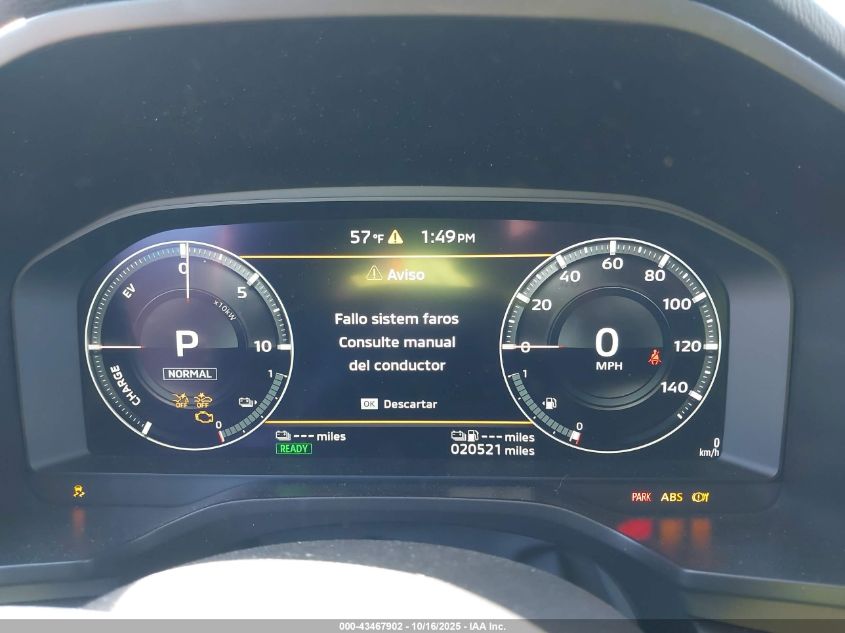 57°F 1:49PM
Aviso
Fallo sistem faros
Consulte manual
del conductor
OK Descartar
EV
0
5
x10kW
10
P
NORMAL
CHARGE
OFF OFF
1
0
--- miles
READY
0
20
40
60
80
100
120
140
0
MPH
1
0
--- miles
020521 miles
0
km/h
PARK ABS
000-43467902 - 10/16/2025 - IAA Inc.